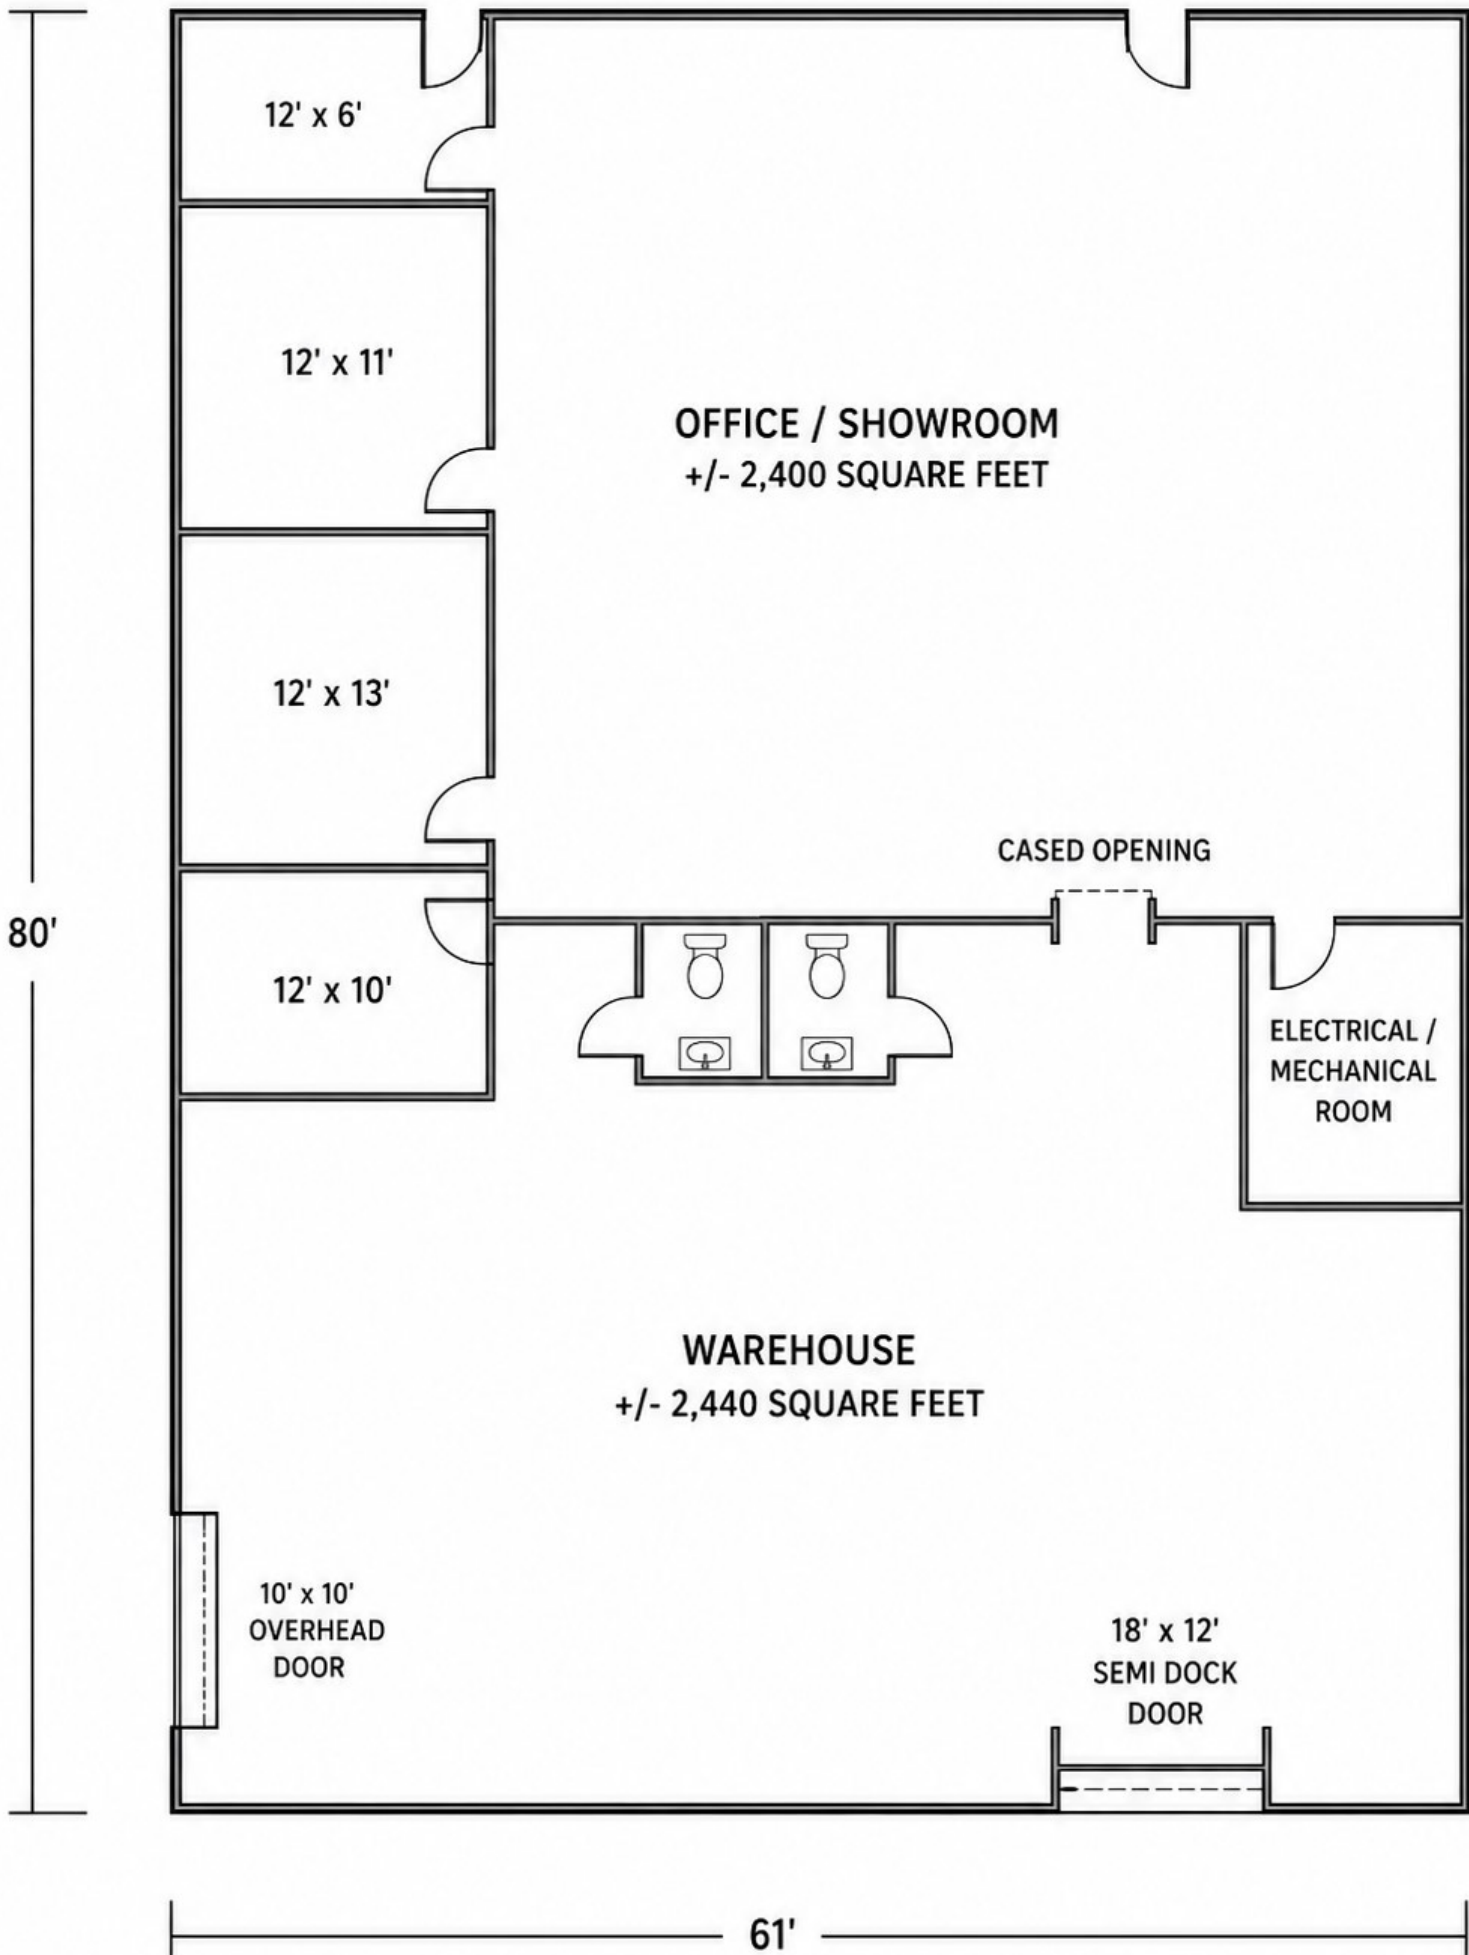 12' x 6'
12' x 11'
OFFICE / SHOWROOM
+/- 2,400 SQUARE FEET
12' x 13'
CASED OPENING
80'
12' x 10'
ELECTRICAL /
MECHANICAL
ROOM
WAREHOUSE
+/- 2,440 SQUARE FEET
10' x 10'
OVERHEAD
DOOR
18' x 12'
SEMI DOCK
DOOR
61'